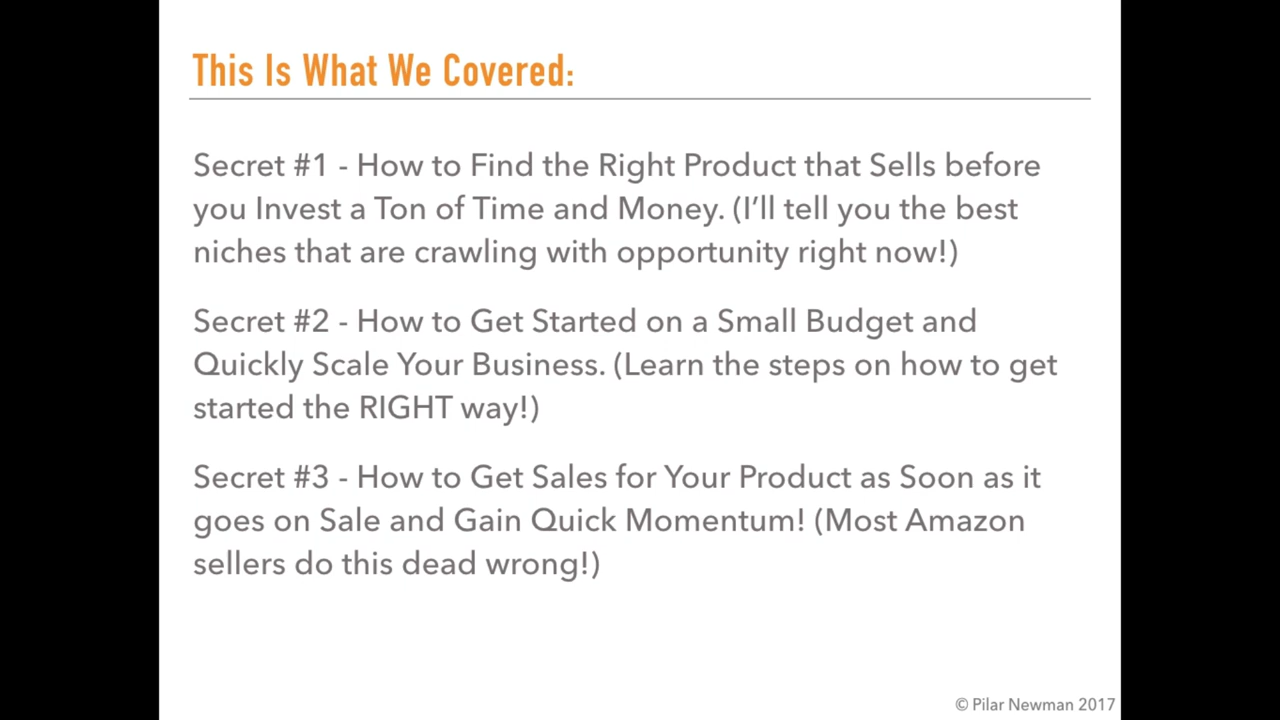 This Is What We Covered:
Secret #1 - How to Find the Right Product that Sells before
you Invest a Ton of Time and Money. (I’ll tell you the best
niches that are crawling with opportunity right now!)
Secret #2 - How to Get Started on a Small Budget and
Quickly Scale Your Business. (Learn the steps on how to get
started the RIGHT way!)
Secret #3 - How to Get Sales for Your Product as Soon as it
goes on Sale and Gain Quick Momentum! (Most Amazon
sellers do this dead wrong!)
© Pilar Newman 2017